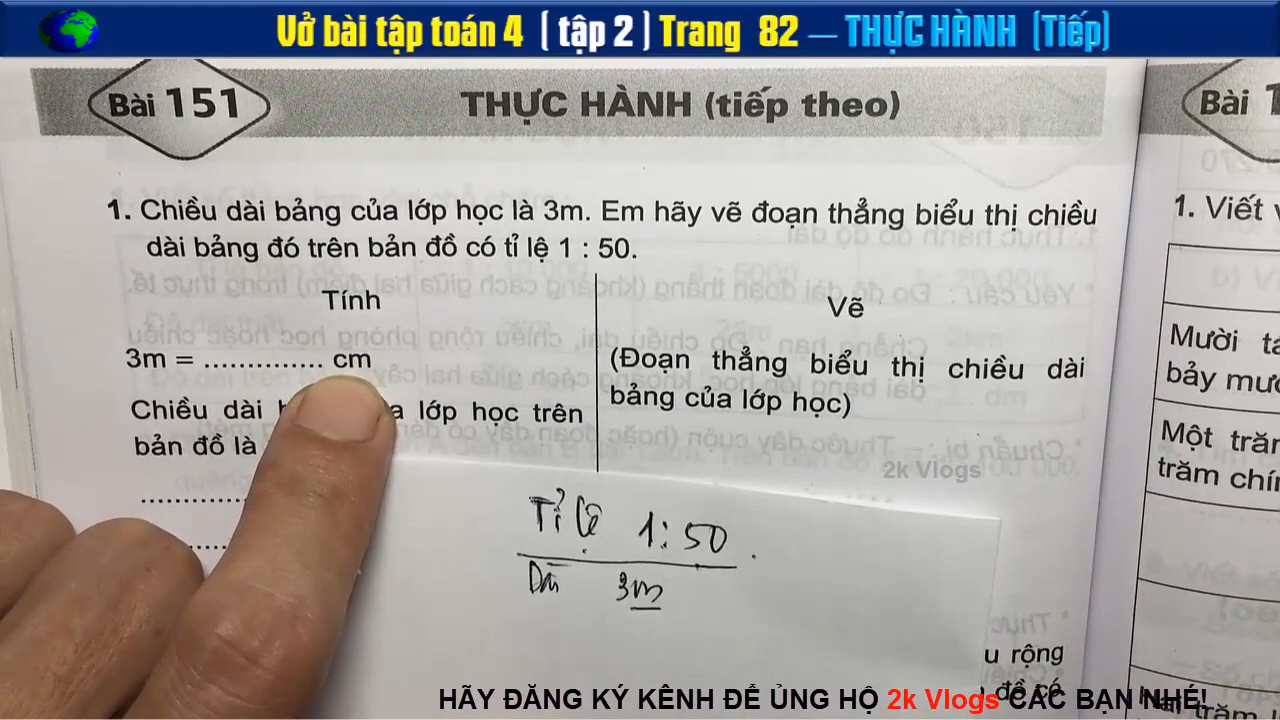 Vở bài tập toán 4 ( tập 2 ) Trang 82 – THỰC HÀNH (Tiếp)
Bài 151
THỰC HÀNH (tiếp theo)
1. Chiều dài bảng của lớp học là 3m. Em hãy vẽ đoạn thẳng biểu thị chiều
dài bảng đó trên bản đồ có tỉ lệ 1 : 50.
Tính
3m = ............... cm
Chiều dài lớp học trên
bản đồ là
Vẽ
(Đoạn thẳng biểu thị chiều dài
bảng của lớp học)
2k Vlogs
Tỉ lệ 1:50
Dài 3m
u rộng
đồ có
Bài
1. Viết
Mười
bảy
Một
trăm
HÃY ĐĂNG KÝ KÊNH ĐỂ ỦNG HỘ 2k Vlogs CÁC BẠN NHÉ!